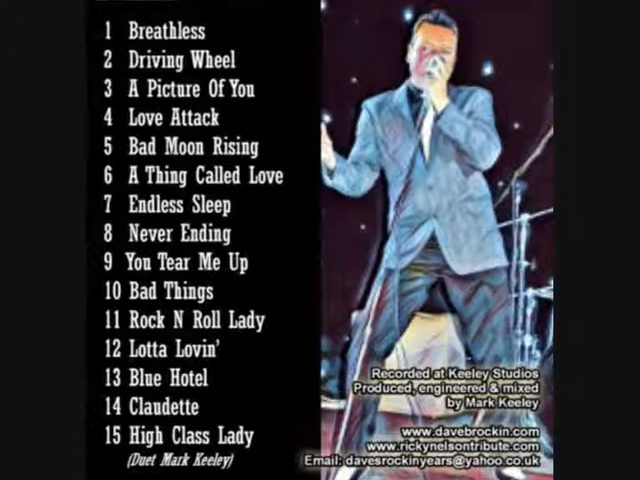 1 Breathless
2 Driving Wheel
3 A Picture Of You
4 Love Attack
5 Bad Moon Rising
6 A Thing Called Love
7 Endless Sleep
8 Never Ending
9 You Tear Me Up
10 Bad Things
11 Rock N Roll Lady
12 Lotta Lovin'
13 Blue Hotel
14 Claudette
15 High Class Lady
(Duet Mark Keeley)
Recorded at Keeley Studios
Produced, engineered & mixed
by Mark Keeley
www.davebrockin.com
www.rickynelsontribute.com
Email: davesrockinyears@yahoo.co.uk